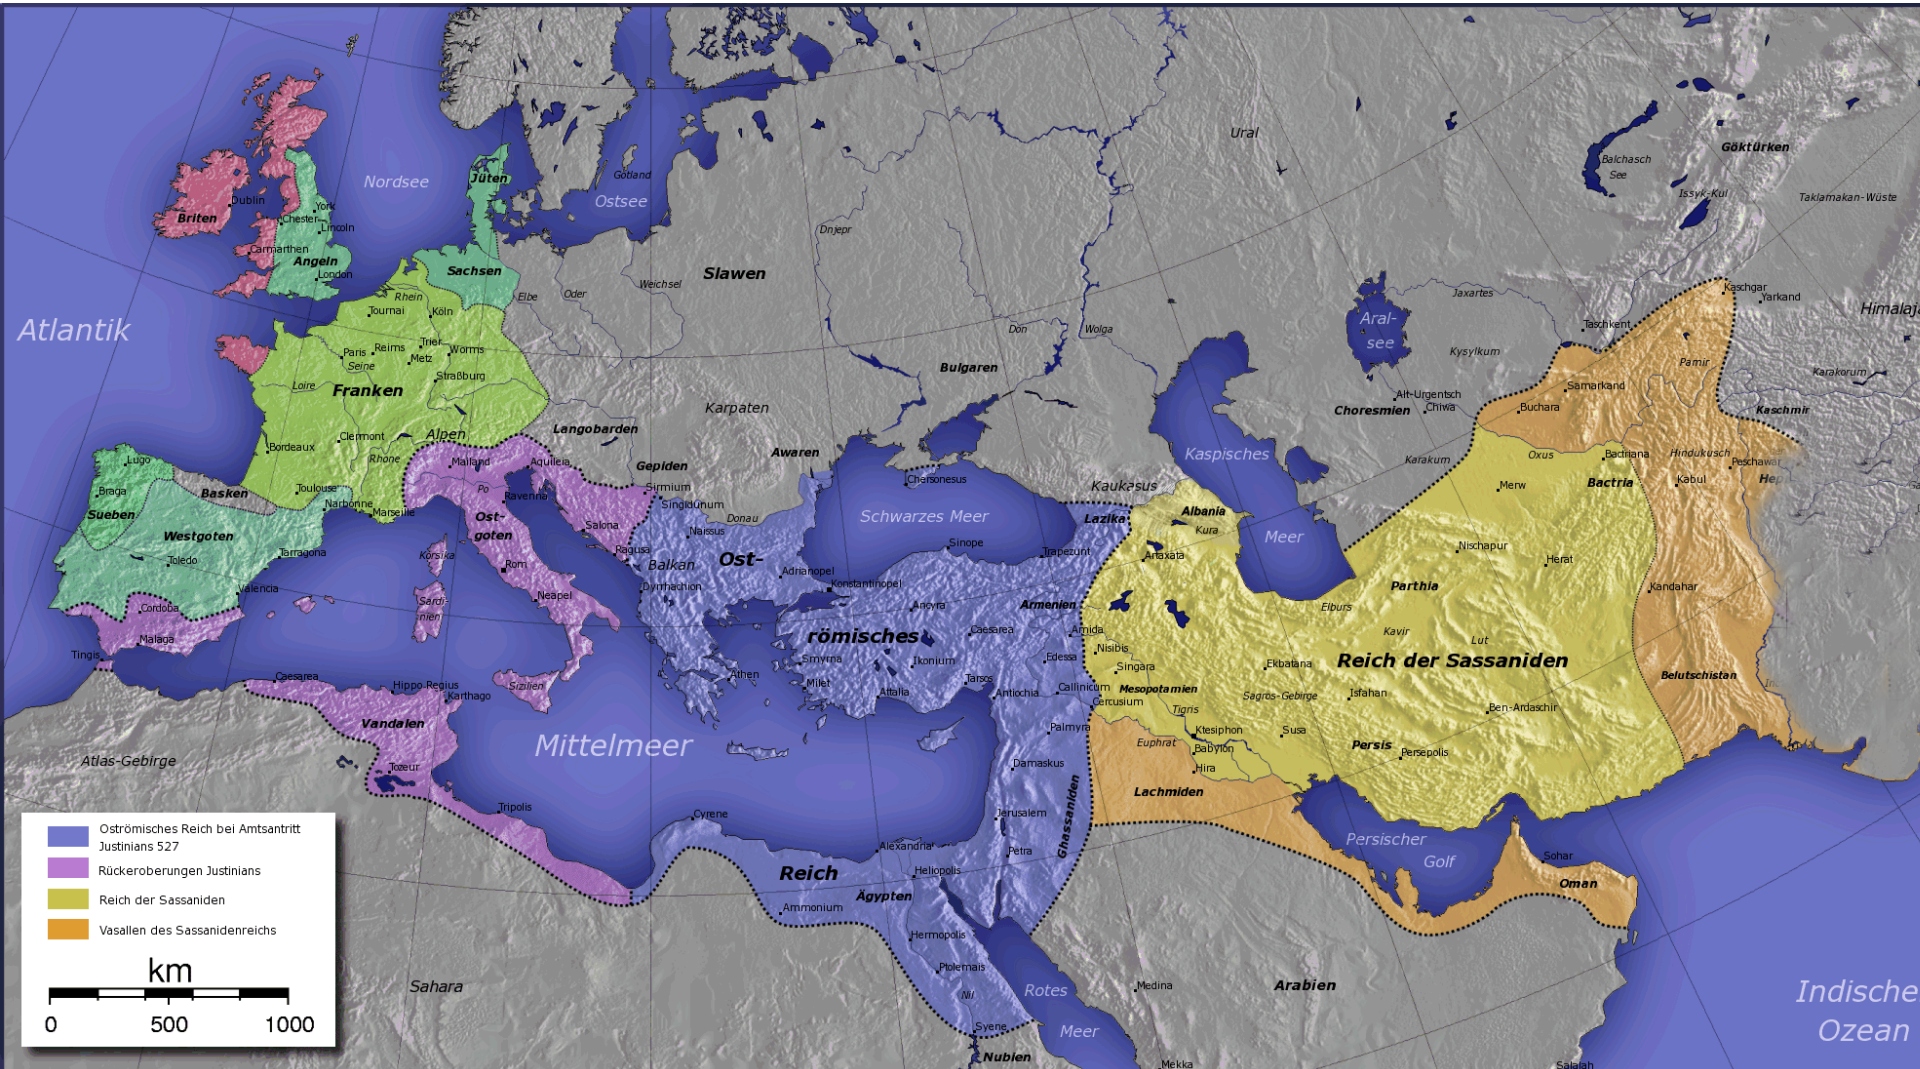 Nordsee
Ostsee
Gotland
Jüten
Dublin
Briten
York
Chester
Lincoln
Carmarthen
Angeln
London
Sachsen
Atlantik
Rhein
Elbe
Oder
Weichsel
Slawen
Dnjepr
Ural
Balchasch
See
Göktürken
Issyk-Kul
Taklamakan-Wüste
Tournai
Köln
Paris
Reims
Trier
Metz
Worms
Seine
Straßburg
Loire
Franken
Don
Wolga
Aral-
see
Jaxartes
Taschkent
Kaschgar
Yarkand
Kysylkum
Pamir
Karakorum
Bulgaren
Karpaten
Clermont
Bordeaux
Alpen
Rhone
Langobarden
Awaren
Gepiden
Sirmium
Choresmien
Alt-Urgentsch
Chiwa
Samarkand
Buchara
Kaschmir
Lugo
Braga
Sueben
Basken
Toulouse
Narbonne
Marseille
Westgoten
Toledo
Tarragona
Valencia
Cordoba
Malaga
Tingis
Mailand
Aquileia
Po
Ravenna
Ost-
goten
Korsika
Sardi-
nien
Rom
Neapel
Salona
Ragusa
Sizilien
Singidunum
Donau
Naissus
Balkan
Ost-
Dyrrhachion
Adrianopel
Konstantinopel
Athen
Chersonesus
Schwarzes Meer
Sinope
Trapezunt
Kaukasus
Lazika
Albania
Kura
Artaxata
Kaspisches
Meer
Karakum
Oxus
Bactriana
Bactria
Hindukusch
Peschawar
Kabul
Merw
Nischapur
Herat
Parthia
Elburs
Kavir
Lut
Kandahar
Belutschistan
Ancyra
Armenien
römisches
Caesarea
Amida
Nisibis
Smyrna
Ikonium
Edessa
Singara
Milet
Attalia
Tarsos
Antiochia
Callinicum
Cercusium
Mesopotamien
Tigris
Ekbatana
Reich der Sassaniden
Sagros-Gebirge
Isfahan
Ben-Ardaschir
Palmyra
Euphrat
Ktesiphon
Babylon
Hira
Susa
Persis
Persepolis
Lachmiden
Damaskus
Ghassaniden
Jerusalem
Petra
Caesarea
Hippo Regius
Karthago
Vandalen
Tozeur
Atlas-Gebirge
Mittelmeer
Tripolis
Cyrene
Alexandria
Heliopolis
Reich
Ägypten
Ammonium
Hermopolis
Ptolemais
Nil
Syene
Nubien
Sahara
Rotes
Meer
Medina
Mekka
Arabien
Persischer
Golf
Sohar
Oman
Salalah
Indische
Ozean
Oströmisches Reich bei Amtsantritt
Justinians 527
Rückeroberungen Justinians
Reich der Sassaniden
Vasallen des Sassanidenreichs
km
0 500 1000